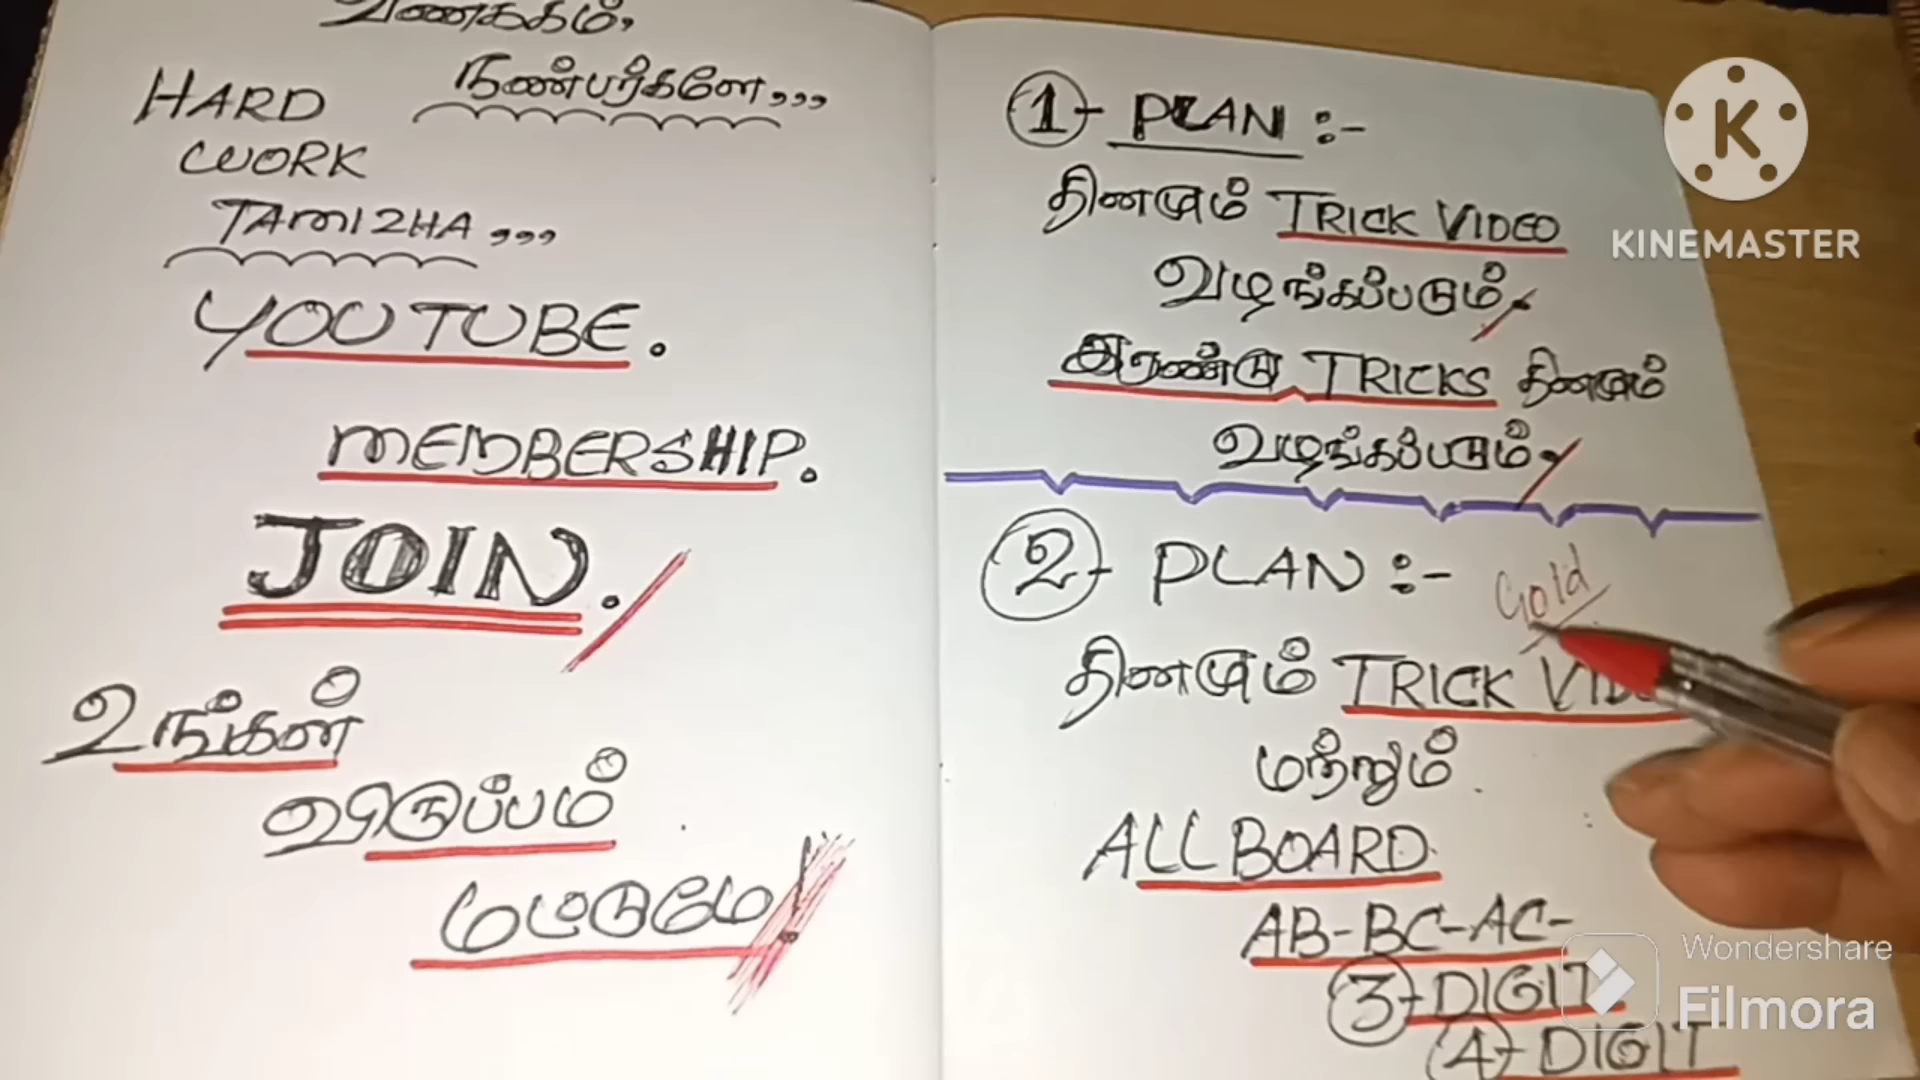 வணக்கம்,
நண்பர்களே,,,
HARD
WORK
TAMIZHA,,,
YOUTUBE.
MEMBERSHIP.
JOIN.
உங்கள்
விருப்பம்
மட்டுமே!
1- PLAN :-
தினமும் TRICK VIDEO
வழங்கப்படும்
இரண்டு TRICKS தினமும்
வழங்கப்படும்
2- PLAN :-
Gold
தினமும் TRICK VIDEO
மற்றும்
ALL BOARD
AB-BC-AC-
3-DIGIT
4-DIGIT
KINEMASTER
Wondershare
Filmora